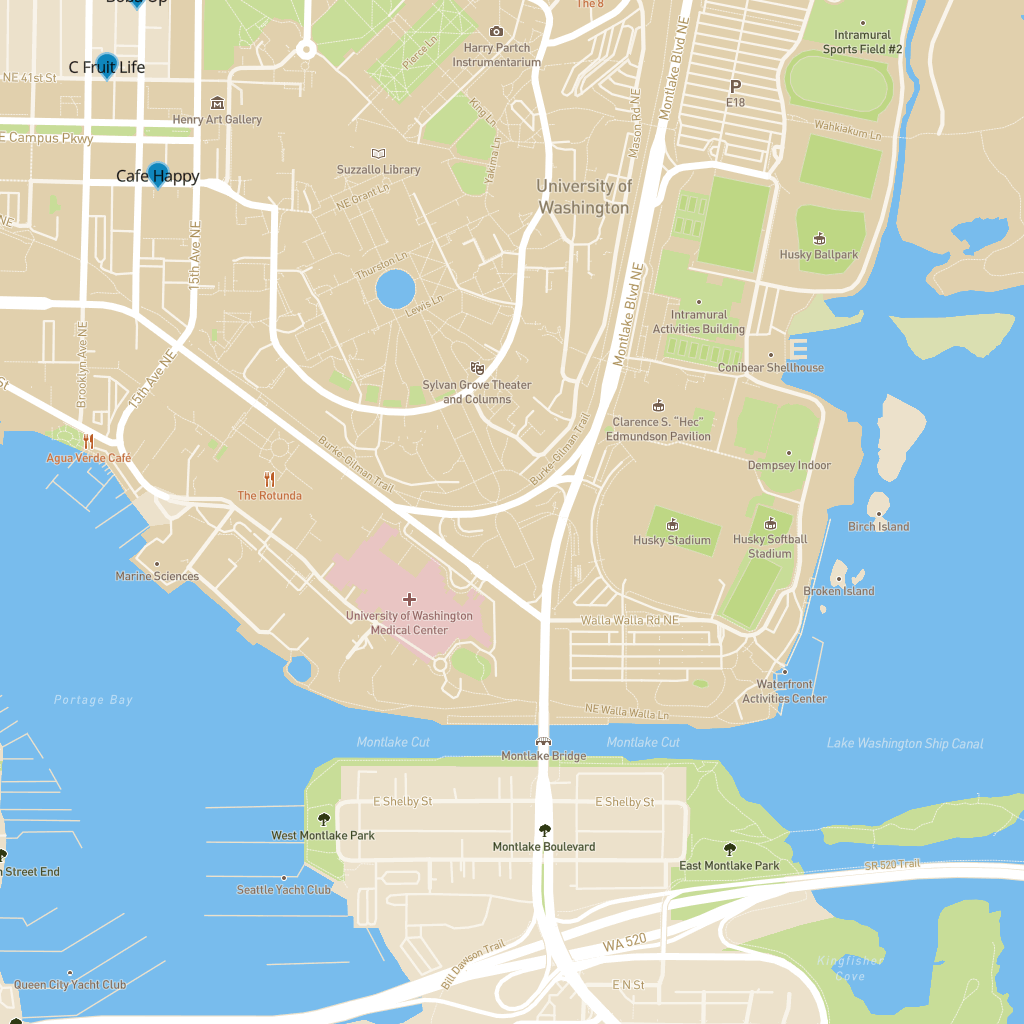 Boba Up
The 8
Intramural
Sports Field #2
Harry Partch
Instrumentarium
Pierce Ln
Montlake Blvd NE
C Fruit Life
NE 41st St
P
E18
Henry Art Gallery
King Ln
Mason Rd NE
Wahkiakum Ln
E Campus Pkwy
Suzzallo Library
Yakima Ln
Cafe Happy
NE Grant Ln
University of
Washington
NE
15th Ave NE
Husky Ballpark
Thurston Ln
Lewis Ln
Montlake Blvd NE
Intramural
Activities Building
Brooklyn Ave NE
15th Ave NE
Conibear Shellhouse
St
Sylvan Grove Theater
and Columns
Clarence S. “Hec”
Edmundson Pavilion
Burke-Gilman Trail
Burke-Gilman Trail
Agua Verde Café
Dempsey Indoor
The Rotunda
Birch Island
Husky Stadium
Husky Softball
Stadium
Marine Sciences
Broken Island
University of Washington
Medical Center
Walla Walla Rd NE
Waterfront
Activities Center
Portage Bay
NE Walla Walla Ln
Montlake Cut
Montlake Cut
Lake Washington Ship Canal
Montlake Bridge
E Shelby St
E Shelby St
West Montlake Park
Montlake Boulevard
East Montlake Park
SR 520 Trail
n Street End
Seattle Yacht Club
WA 520
Bill Dawson Trail
Kingfisher
Cove
Queen City Yacht Club
E N St